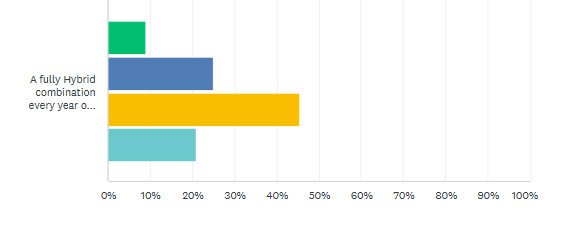 A fully Hybrid
combination
every year o...
0% 10% 20% 30% 40% 50% 60% 70% 80% 90% 100%